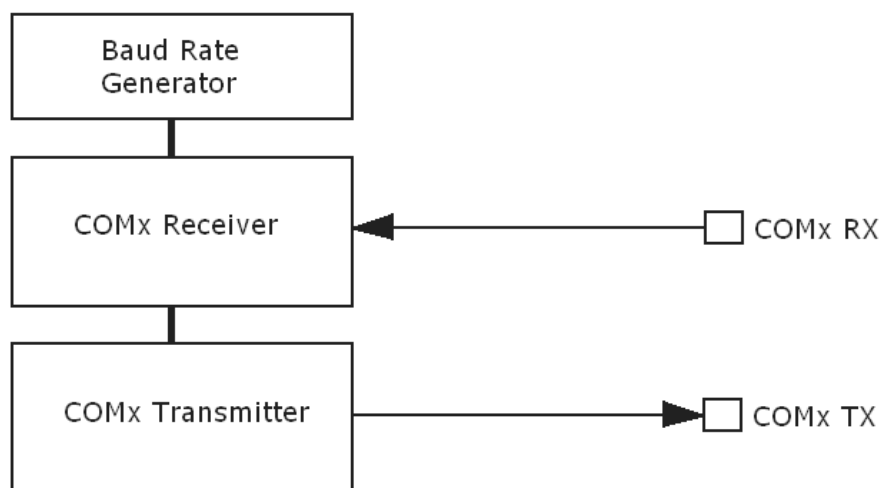 Baud Rate
Generator
COMx Receiver
COMx RX
COMx Transmitter
COMx TX